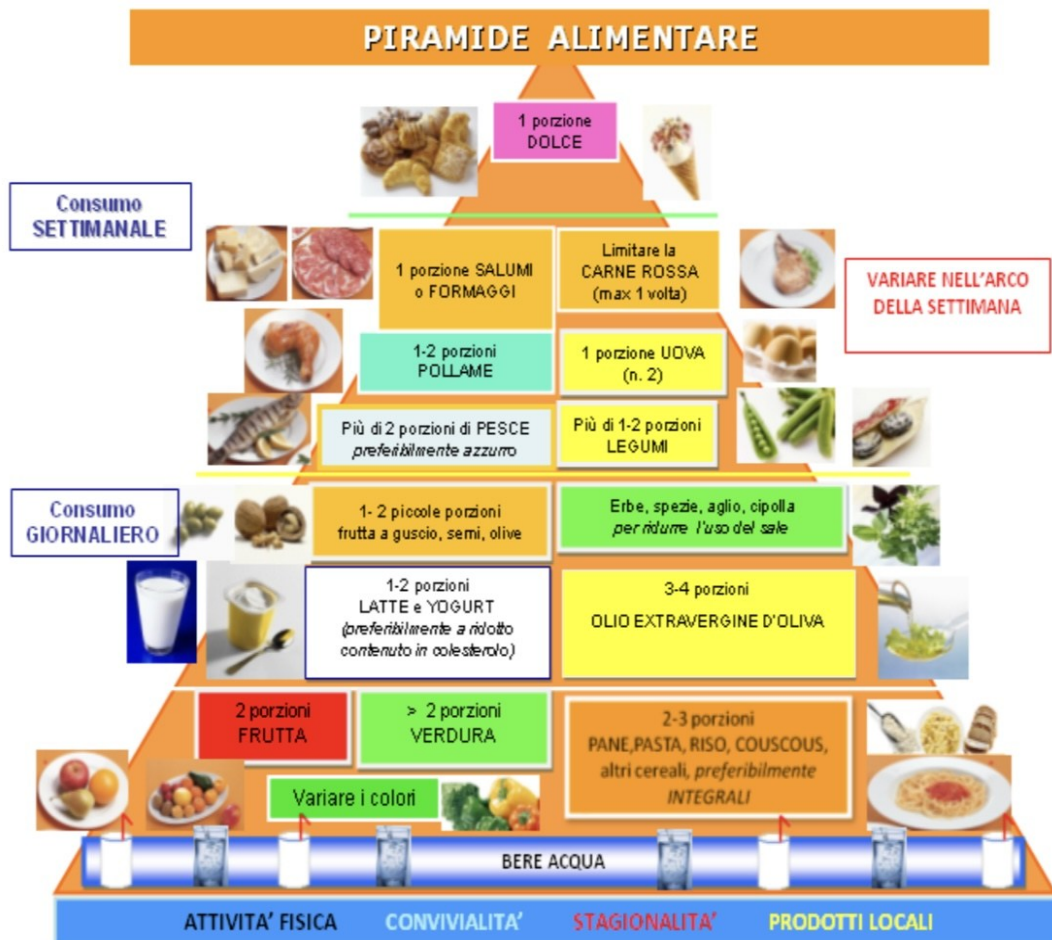 PIRAMIDE ALIMENTARE
1 porzione
DOLCE
Consumo
SETTIMANALE
1 porzione SALUMI
o FORMAGGI
Limitare la
CARNE ROSSA
(max 1 volta)
VARIARE NELL'ARCO
DELLA SETTIMANA
1-2 porzioni
POLLAME
1 porzione UOVA
(n. 2)
Più di 2 porzioni di PESCE
preferibilmente azzurro
Più di 1-2 porzioni
LEGUMI
Consumo
GIORNALIERO
1- 2 piccole porzioni
frutta a guscio, semi, olive
Erbe, spezie, aglio, cipolla
per ridurre l'uso del sale
1-2 porzioni
LATTE e YOGURT
(preferibilmente a ridotto
contenuto in colesterolo)
3-4 porzioni
OLIO EXTRAVERGINE D'OLIVA
2 porzioni
FRUTTA
> 2 porzioni
VERDURA
2-3 porzioni
PANE,PASTA, RISO, COUSCOUS,
altri cereali, preferibilmente
INTEGRALI
Variare i colori
BERE ACQUA
ATTIVITA' FISICA CONVIVIALITA' STAGIONALITA' PRODOTTI LOCALI